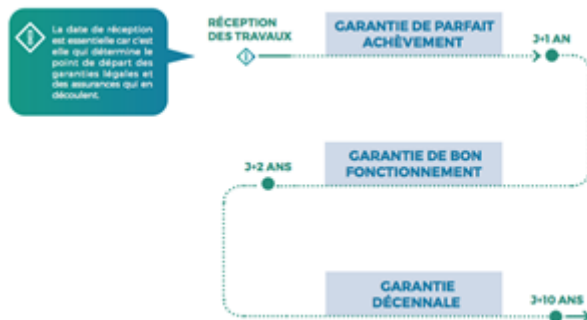 La date de réception
est essentielle car c'est
elle qui détermine le
point de départ des
garanties légales et
des assurances qui en
découlent.
RÉCEPTION
DES TRAVAUX
GARANTIE DE PARFAIT
ACHÈVEMENT
J+1 AN
J+2 ANS
GARANTIE DE BON
FONCTIONNEMENT
GARANTIE
DÉCENNALE
J+10 ANS